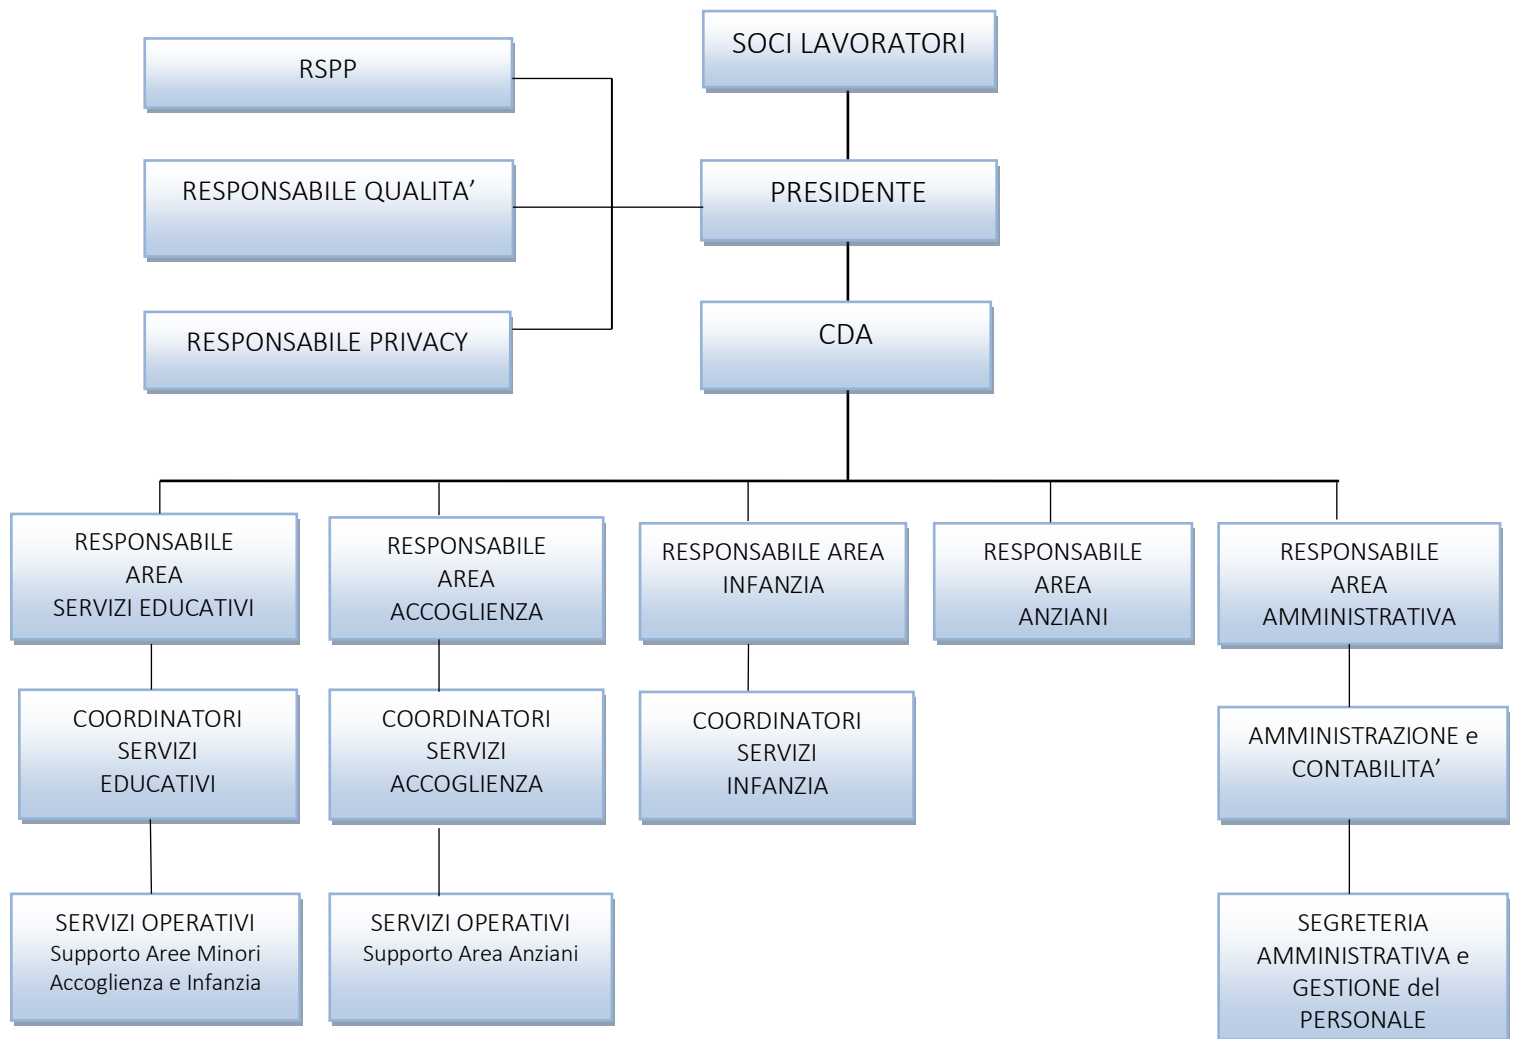 SOCI LAVORATORI
RSPP
RESPONSABILE QUALITA’
PRESIDENTE
RESPONSABILE PRIVACY
CDA
RESPONSABILE
AREA
SERVIZI EDUCATIVI
RESPONSABILE
AREA
ACCOGLIENZA
RESPONSABILE AREA
INFANZIA
RESPONSABILE
AREA
ANZIANI
RESPONSABILE
AREA
AMMINISTRATIVA
COORDINATORI
SERVIZI
EDUCATIVI
COORDINATORI
SERVIZI
ACCOGLIENZA
COORDINATORI
SERVIZI
INFANZIA
AMMINISTRAZIONE e
CONTABILITA’
SERVIZI OPERATIVI
Supporto Aree Minori
Accoglienza e Infanzia
SERVIZI OPERATIVI
Supporto Area Anziani
SEGRETERIA
AMMINISTRATIVA e
GESTIONE del
PERSONALE